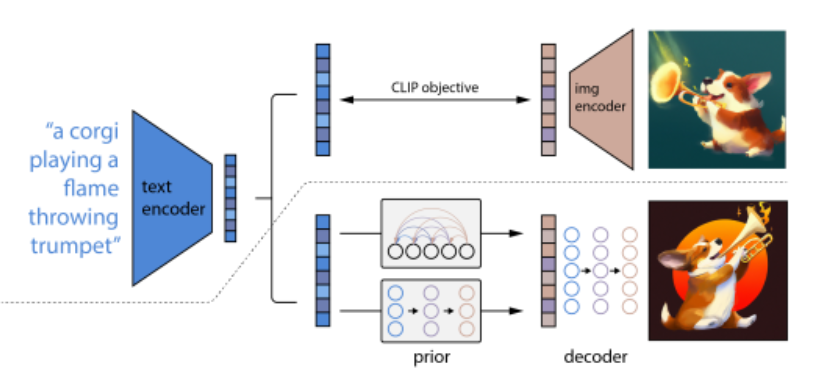 “a corgi
playing a
flame
throwing
trumpet”
text
encoder
CLIP objective
img
encoder
prior
decoder